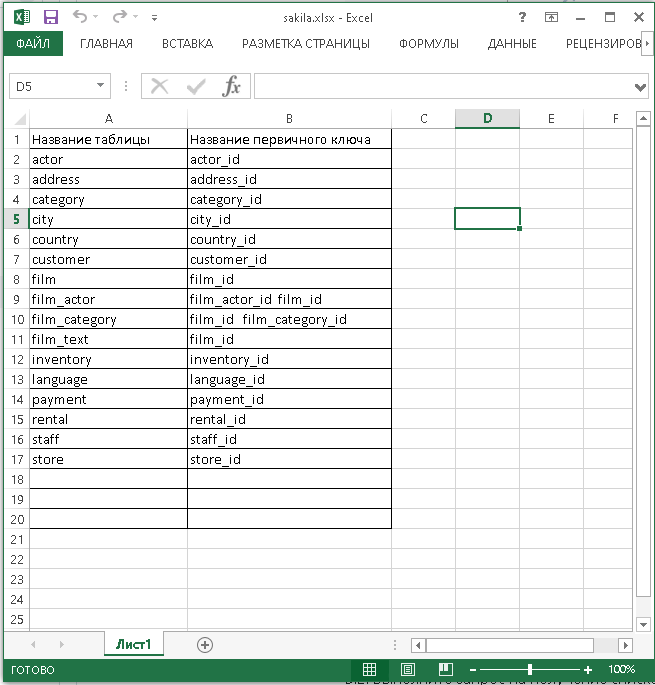 sakila.xlsx - Excel
?
ФАЙЛ ГЛАВНАЯ ВСТАВКА РАЗМЕТКА СТРАНИЦЫ ФОРМУЛЫ ДАННЫЕ РЕЦЕНЗИРОВ
D5 fx
A B C D E F
1 Название таблицы Название первичного ключа
2 actor actor_id
3 address address_id
4 category category_id
5 city city_id
6 country country_id
7 customer customer_id
8 film film_id
9 film_actor film_actor_id film_id
10 film_category film_id film_category_id
11 film_text film_id
12 inventory inventory_id
13 language language_id
14 payment payment_id
15 rental rental_id
16 staff staff_id
17 store store_id
18
19
20
21
22
23
24
25
Лист1
ГОТОВО 100%